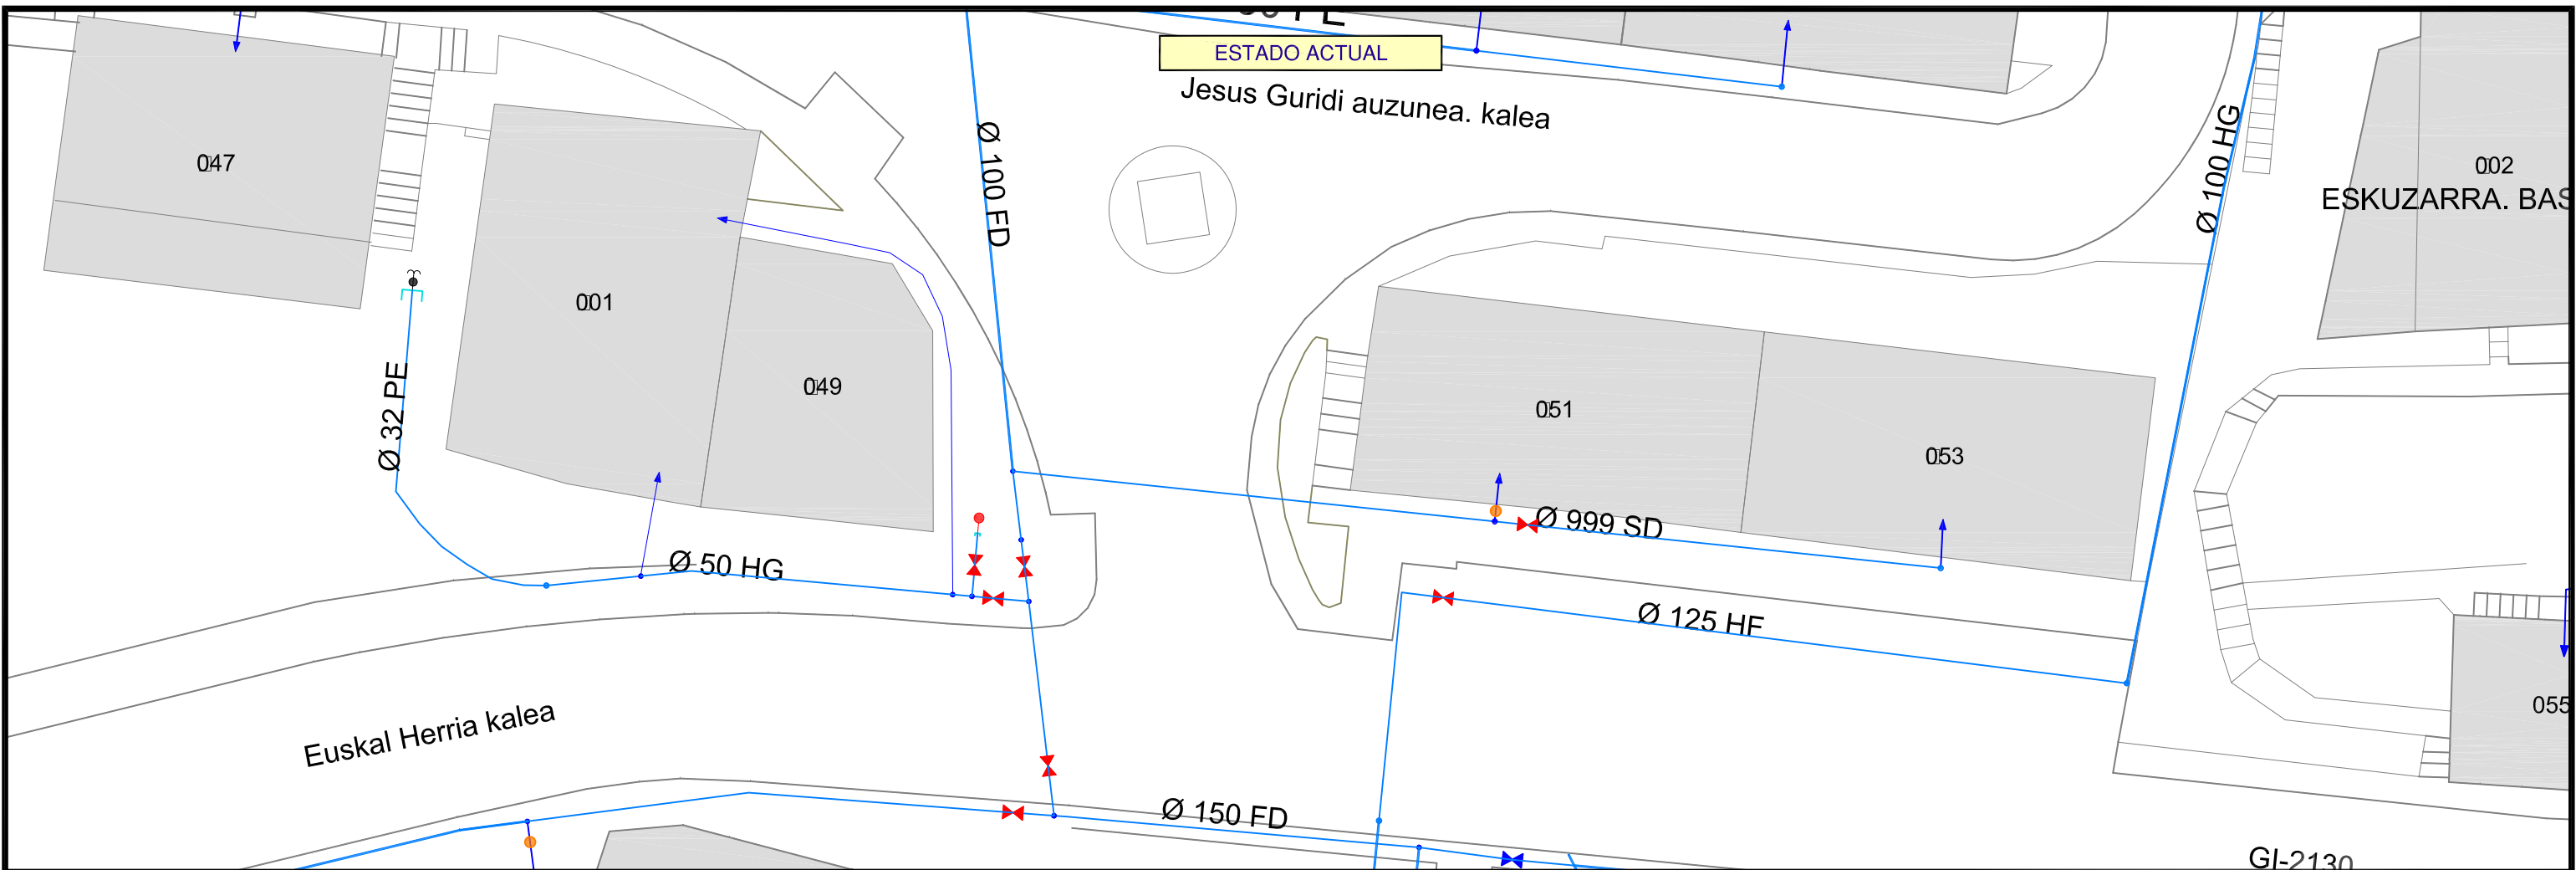 ESTADO ACTUAL
Jesus Guridi auzunea. kalea
Ø 100 FD
Ø 100 HG
047
002
ESKUZARRA. BAS
001
049
051
053
Ø 32 PE
Ø 50 HG
Ø 999 SD
Ø 125 HF
055
Euskal Herria kalea
Ø 150 FD
GI-2130